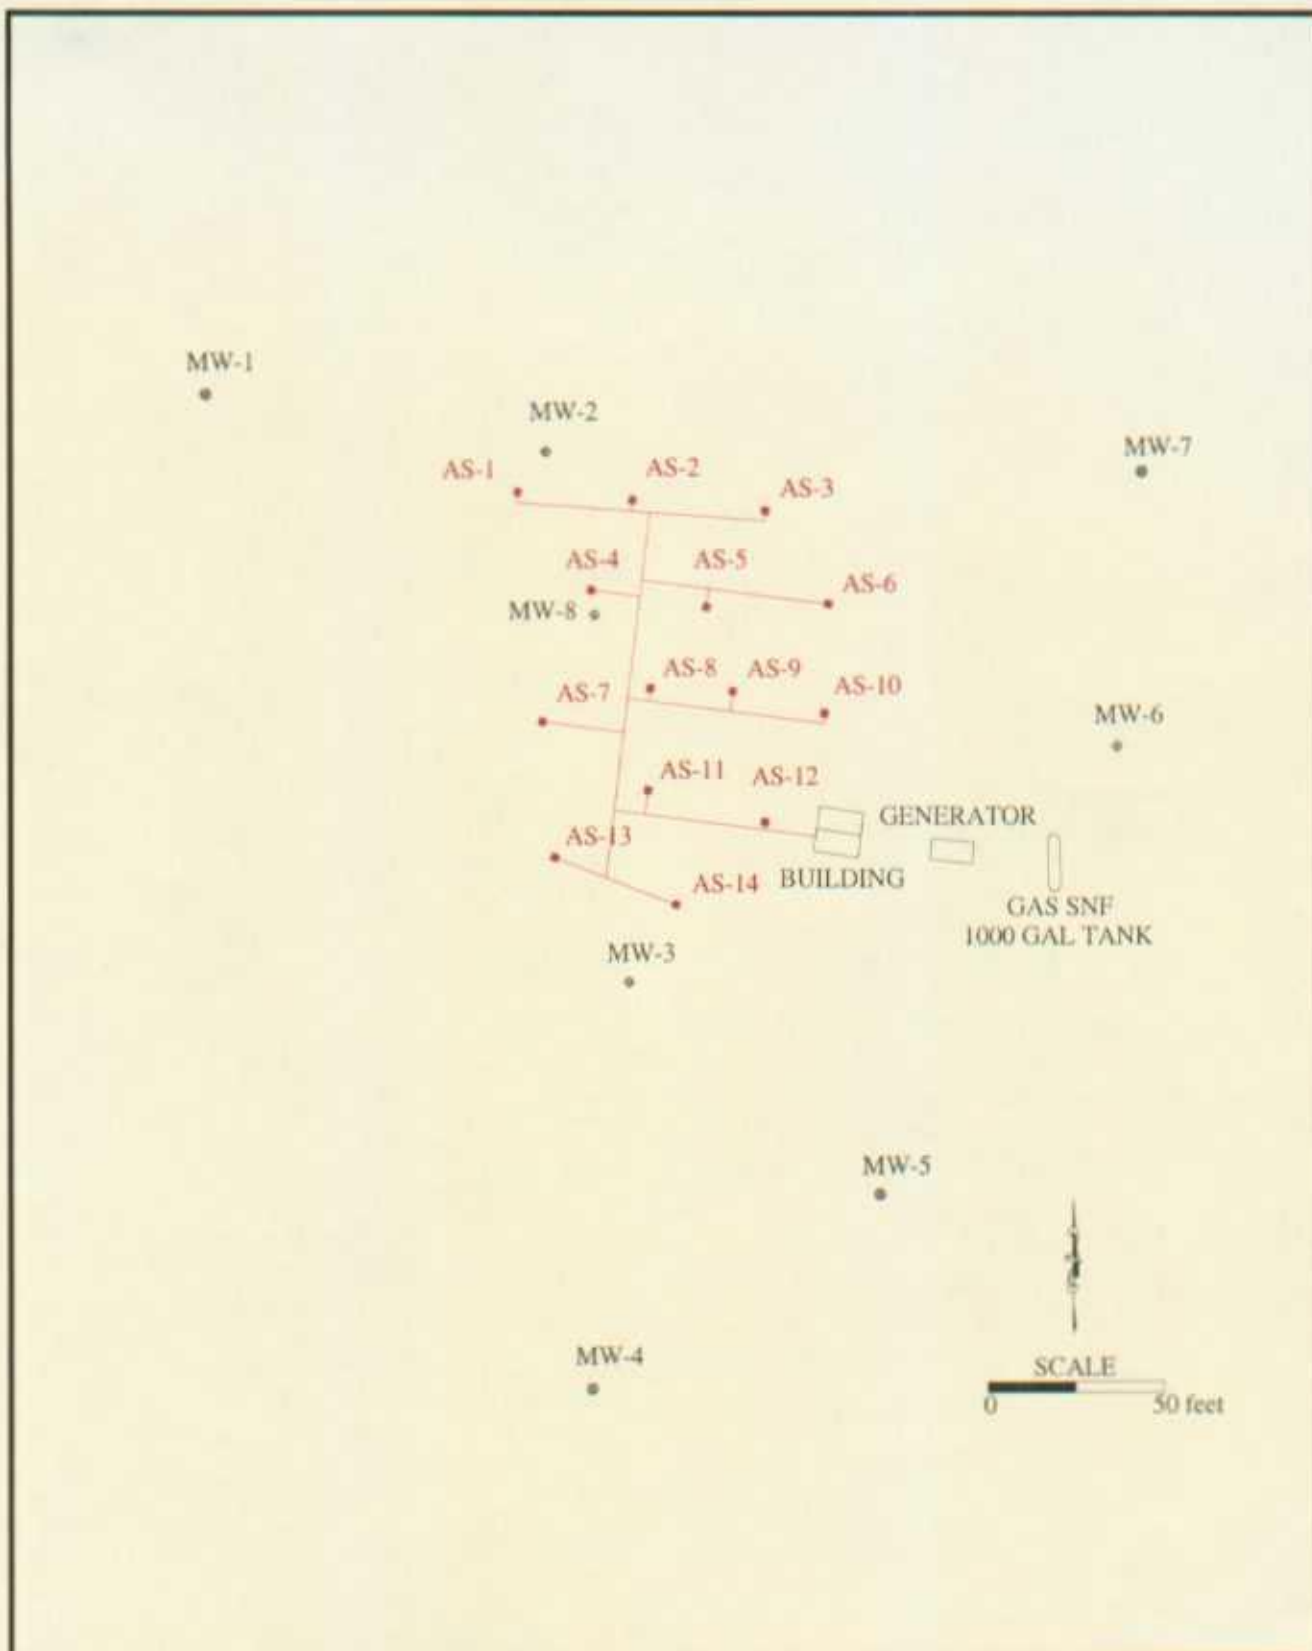 MW-1
MW-2
MW-7
AS-1
AS-2
AS-3
AS-4
AS-5
AS-6
MW-8
AS-7
AS-8
AS-9
AS-10
MW-6
AS-11
AS-12
GENERATOR
AS-13
BUILDING
AS-14
GAS SNF
1000 GAL TANK
MW-3
MW-5
MW-4
SCALE
0
50 feet